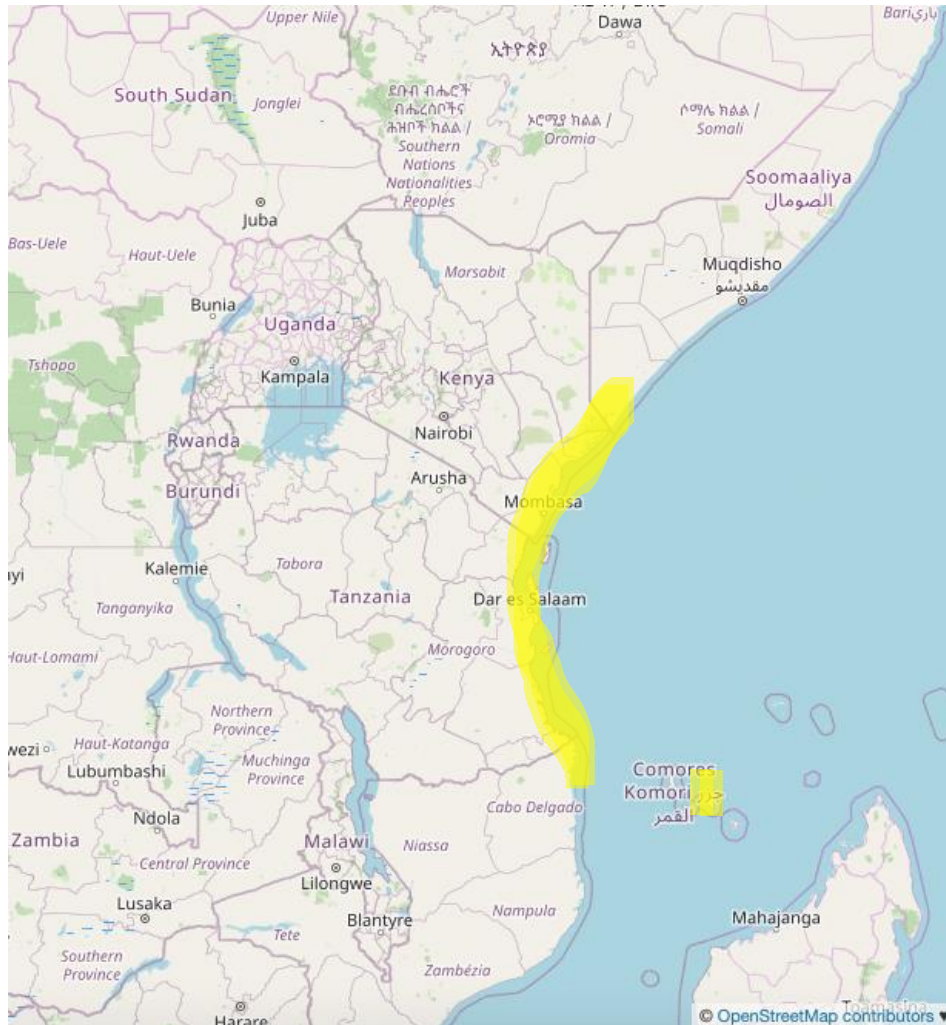 Upper Nile
Dawa
Bari باري
ኢትዮጵያ
South Sudan
Jonglei
ደቡብ ብሔሮች
ብሔረሰቦችና
ሕዝቦች ክልል /
Southern
Nations
Nationalities
Peoples
ኦሮሚያ ክልል /
Oromia
ሶማሌ ክልል /
Somali
Soomaaliya
الصومال
Juba
Bas-Uele
Haut-Uele
Marsabit
Muqdisho
مقديشو
Bunia
Uganda
Tshopo
Kampala
Kenya
Nairobi
Rwanda
Arusha
Burundi
Mombasa
Kalemie
Tabora
Tanzania
Dar es Salaam
Tanganyika
Morogoro
Haut-Lomami
Northern
Province
Haut-Katanga
Muchinga
Province
Lubumbashi
Comores
Komori جزر
القمر
Cabo Delgado
Ndola
Zambia
Malawi
Niassa
Central Province
Lilongwe
Lusaka
Nampula
Blantyre
Mahajanga
Tete
Southern
Province
Zambézia
Harare
Toamasina
© OpenStreetMap contributors